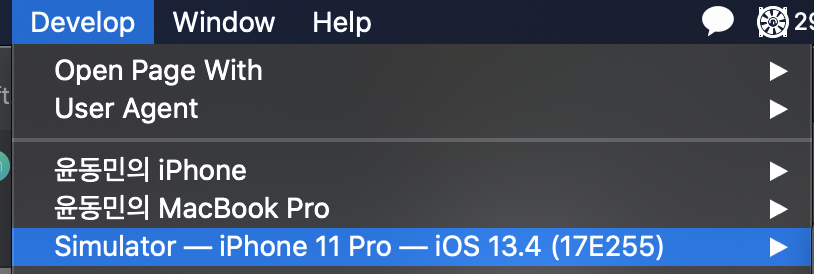 Develop Window Help 29
ft
Open Page With
User Agent
윤동민의 iPhone
윤동민의 MacBook Pro
Simulator — iPhone 11 Pro — iOS 13.4 (17E255)